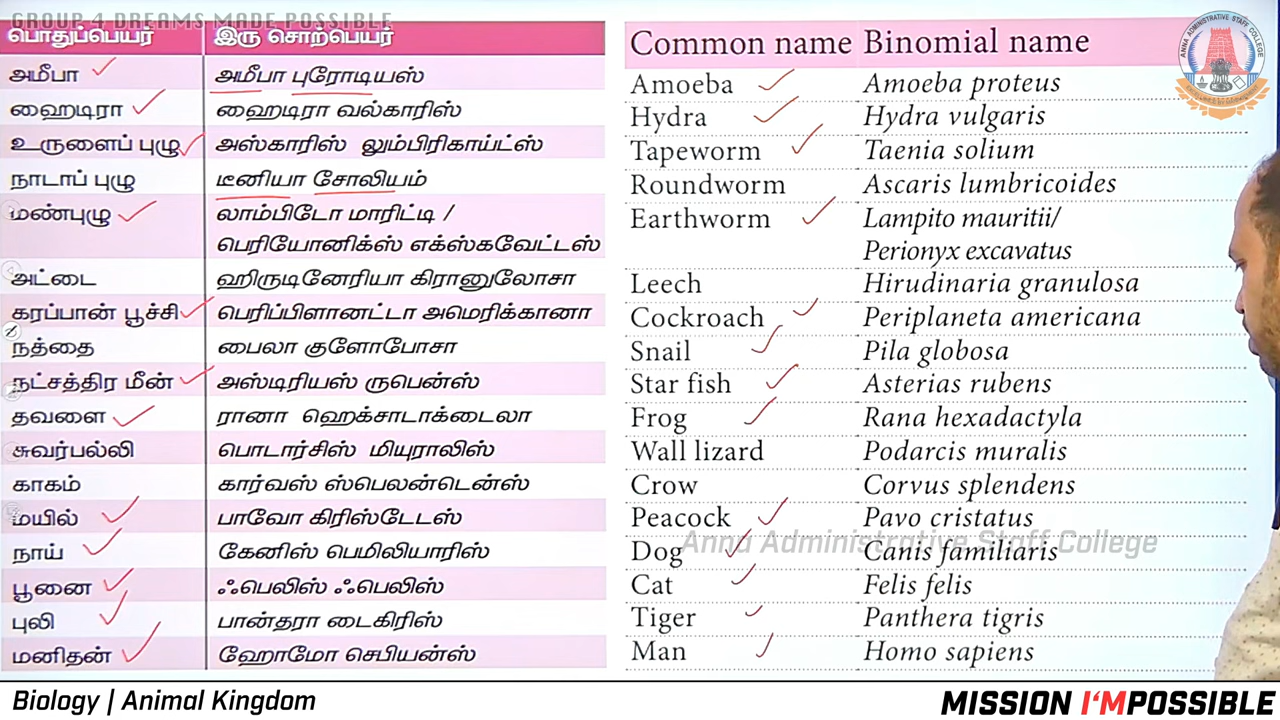 GROUP 4 DREAMS MADE POSSIBLE
பொதுப்பெயர் இரு சொற்பெயர்
அமீபா அமீபா புரோடியஸ்
ஹைடிரா ஹைடிரா வல்காரிஸ்
உருளைப் புழு அஸ்காரிஸ் லும்பிரிகாய்ட்ஸ்
நாடாப் புழு டீனியா சோலியம்
மண்புழு லாம்பிடோ மாரிட்டி /
பெரியோனிக்ஸ் எக்ஸ்கவேட்டஸ்
அட்டை ஹிருடினேரியா கிரானுலோசா
கரப்பான் பூச்சி பெரிப்பிளானட்டா அமெரிக்கானா
நத்தை பைலா குளோபோசா
நட்சத்திர மீன் அஸ்டிரியஸ் ருபென்ஸ்
தவளை ரானா ஹெக்சாடாக்டைலா
சுவர்பல்லி பொடார்சிஸ் மியுராலிஸ்
காகம் கார்வஸ் ஸ்பெலன்டென்ஸ்
மயில் பாவோ கிரிஸ்டேடஸ்
நாய் கேனிஸ் பெமிலியாரிஸ்
பூனை ஃபெலிஸ் ஃபெலிஸ்
புலி பான்தரா டைகிரிஸ்
மனிதன் ஹோமோ செபியன்ஸ்
Common name Binomial name
Amoeba Amoeba proteus
Hydra Hydra vulgaris
Tapeworm Taenia solium
Roundworm Ascaris lumbricoides
Earthworm Lampito mauritii/
Perionyx excavatus
Leech Hirudinaria granulosa
Cockroach Periplaneta americana
Snail Pila globosa
Star fish Asterias rubens
Frog Rana hexadactyla
Wall lizard Podarcis muralis
Crow Corvus splendens
Peacock Pavo cristatus
Anna Administrative Staff College
Dog Canis familiaris
Cat Felis felis
Tiger Panthera tigris
Man Homo sapiens
ANNA ADMINISTRATIVE STAFF COLLEGE
Biology | Animal Kingdom
MISSION I'MPOSSIBLE